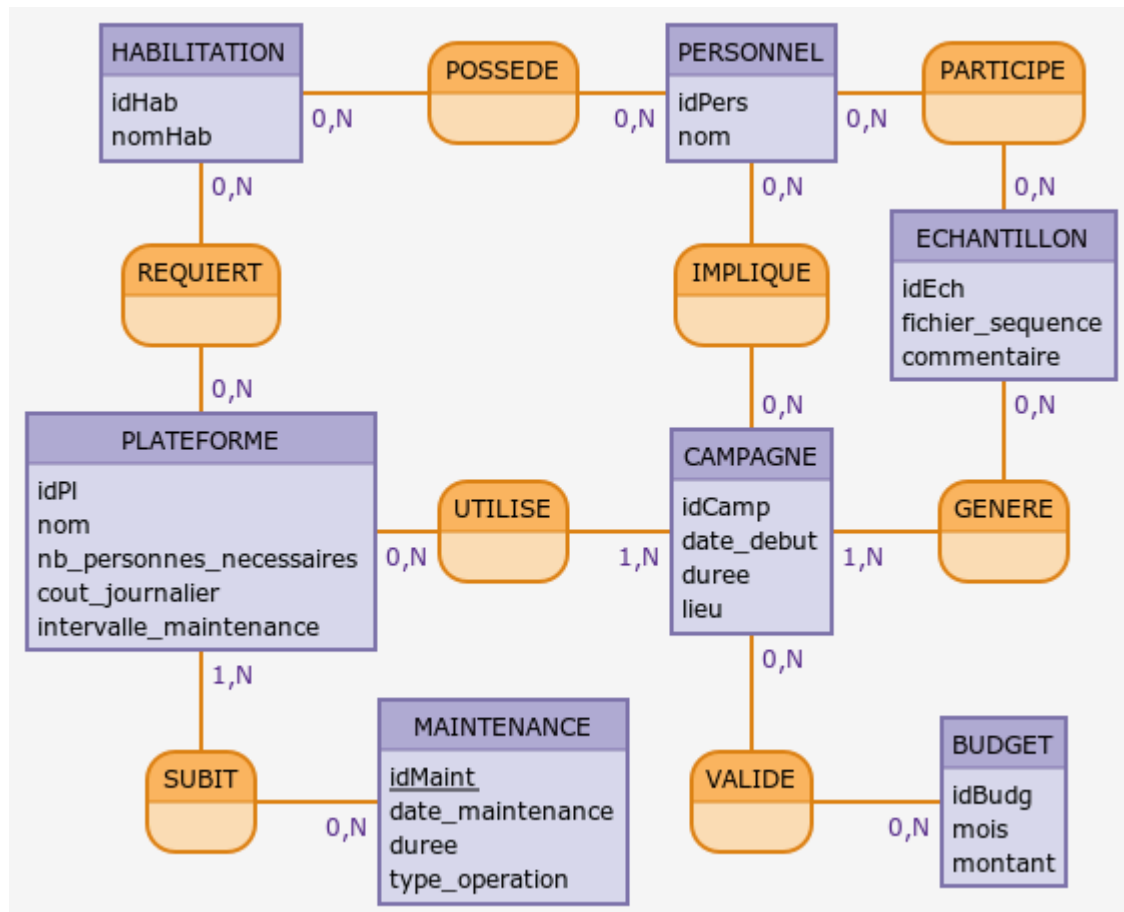 HABILITATION
idHab
nomHab
0,N
POSSEDE
0,N
PERSONNEL
idPers
nom
0,N
PARTICIPE
0,N
0,N
0,N
REQUIERT
IMPLIQUE
ECHANTILLON
idEch
fichier_sequence
commentaire
0,N
0,N
0,N
PLATEFORME
idPl
nom
nb_personnes_necessaires
cout_journalier
intervalle_maintenance
0,N
UTILISE
1,N
CAMPAGNE
idCamp
date_debut
duree
lieu
1,N
GENERE
1,N
0,N
SUBIT
0,N
MAINTENANCE
idMaint
date_maintenance
duree
type_operation
VALIDE
0,N
BUDGET
idBudg
mois
montant